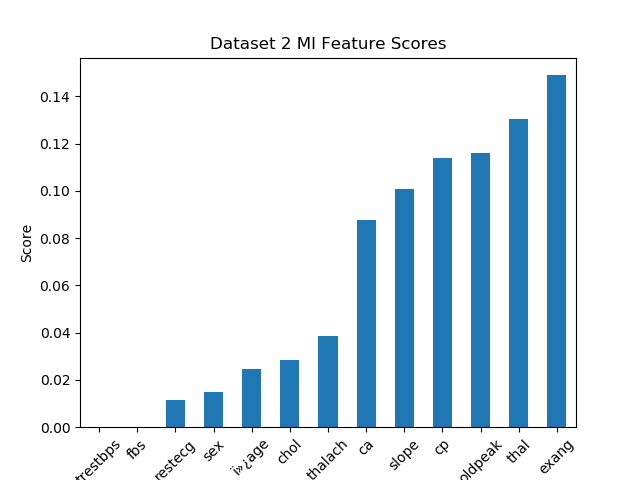 Dataset 2 MI Feature Scores
Score
0.14
0.12
0.10
0.08
0.06
0.04
0.02
0.00
trestbps
fbs
restecg
sex
ï»¿age
chol
thalach
ca
slope
cp
oldpeak
thal
exang